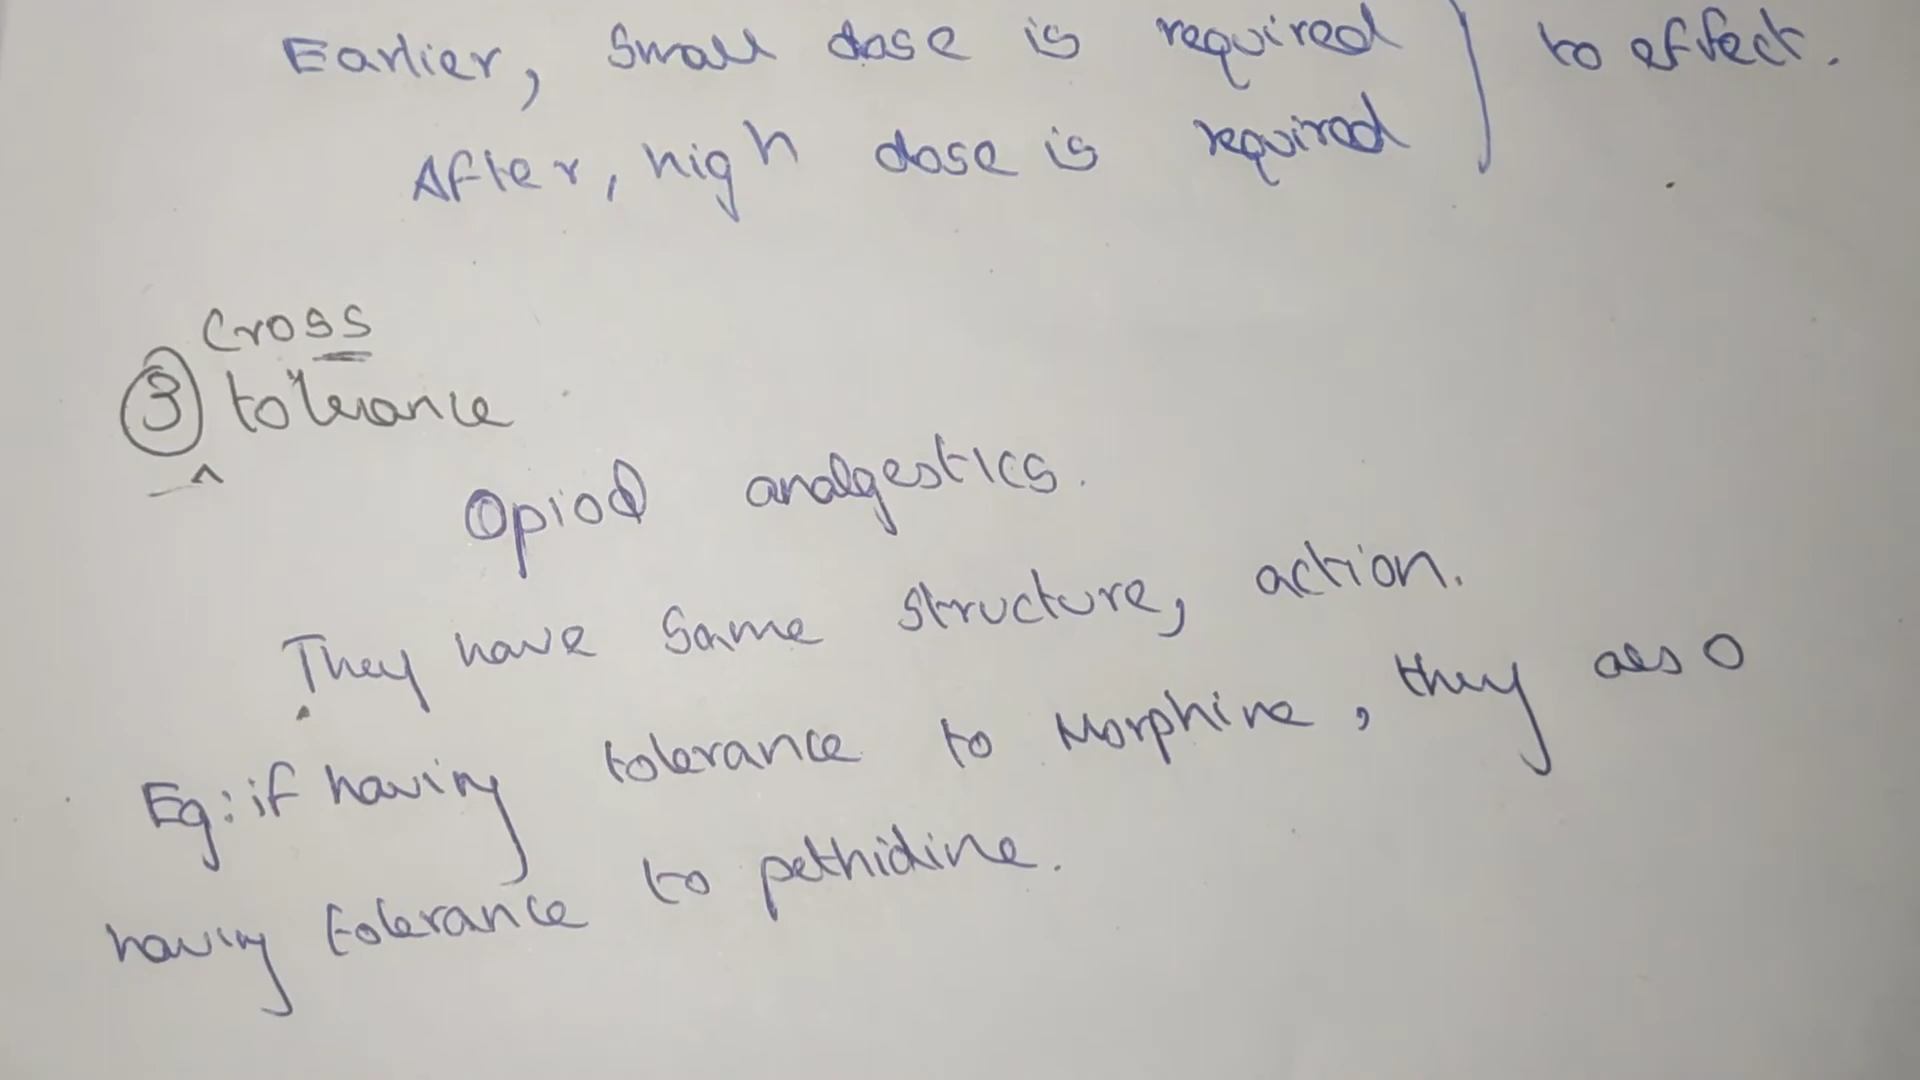 Earlier, Small dose is required } to effect.
After, high dose is required
Cross
③ tolerance
Opiod analgestics.
They have same structure, action.
Eg: if having tolerance to Morphine, they also
having tolerance to pethidine.